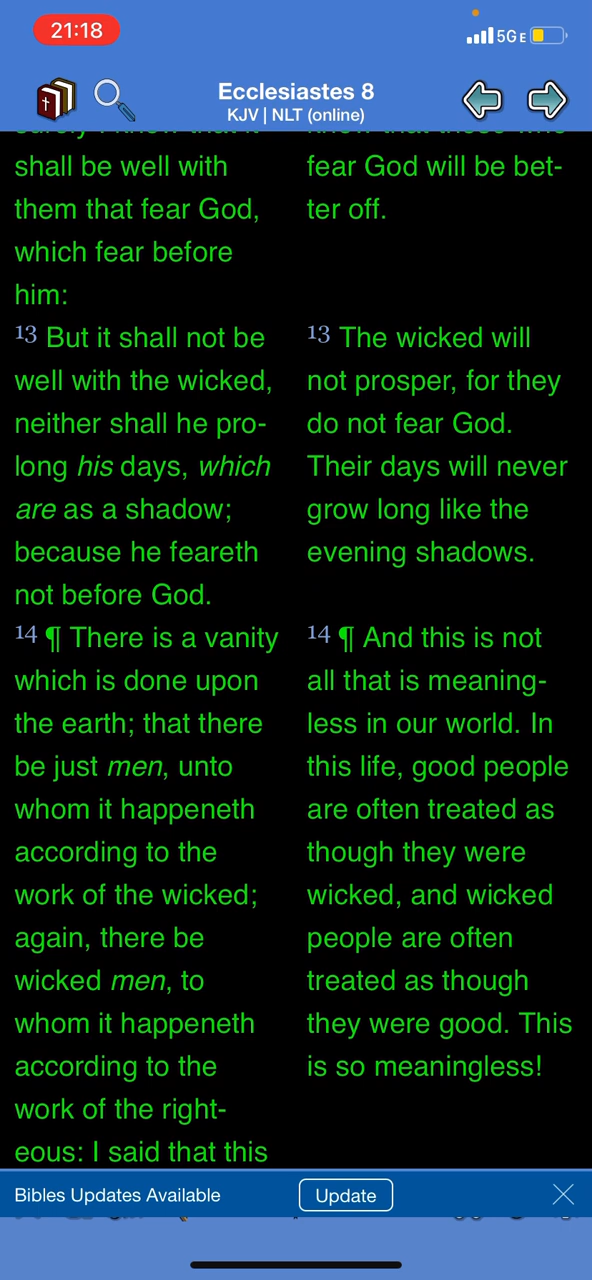 21:18
5G E
Ecclesiastes 8
KJV | NLT (online)
shall be well with
them that fear God,
which fear before
him:
13 But it shall not be
well with the wicked,
neither shall he pro-
long his days, which
are as a shadow;
because he feareth
not before God.
14 ¶ There is a vanity
which is done upon
the earth; that there
be just men, unto
whom it happeneth
according to the
work of the wicked;
again, there be
wicked men, to
whom it happeneth
according to the
work of the right-
eous: I said that this
fear God will be bet-
ter off.
13 The wicked will
not prosper, for they
do not fear God.
Their days will never
grow long like the
evening shadows.
14 ¶ And this is not
all that is meaning-
less in our world. In
this life, good people
are often treated as
though they were
wicked, and wicked
people are often
treated as though
they were good. This
is so meaningless!
Bibles Updates Available
Update